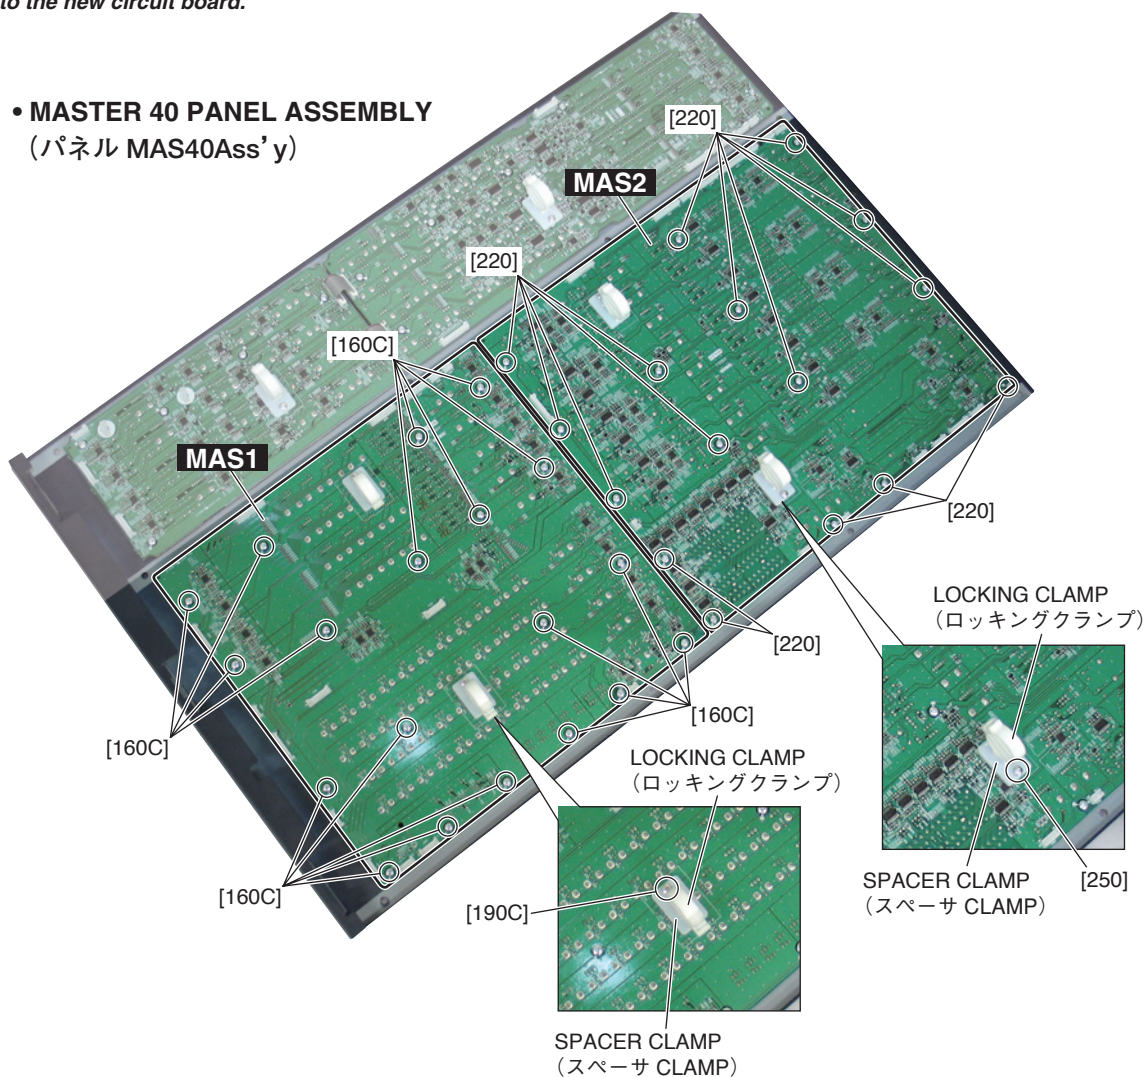 to the new circuit board.
• MASTER 40 PANEL ASSEMBLY
（パネル MAS40Ass’y）
[220]
MAS2
[220]
[160C]
MAS1
[220]
LOCKING CLAMP
（ロッキングクランプ）
[220]
[160C]
[160C]
LOCKING CLAMP
（ロッキングクランプ）
SPACER CLAMP
（スペーサ CLAMP）
[250]
[160C]
[190C]
SPACER CLAMP
（スペーサ CLAMP）